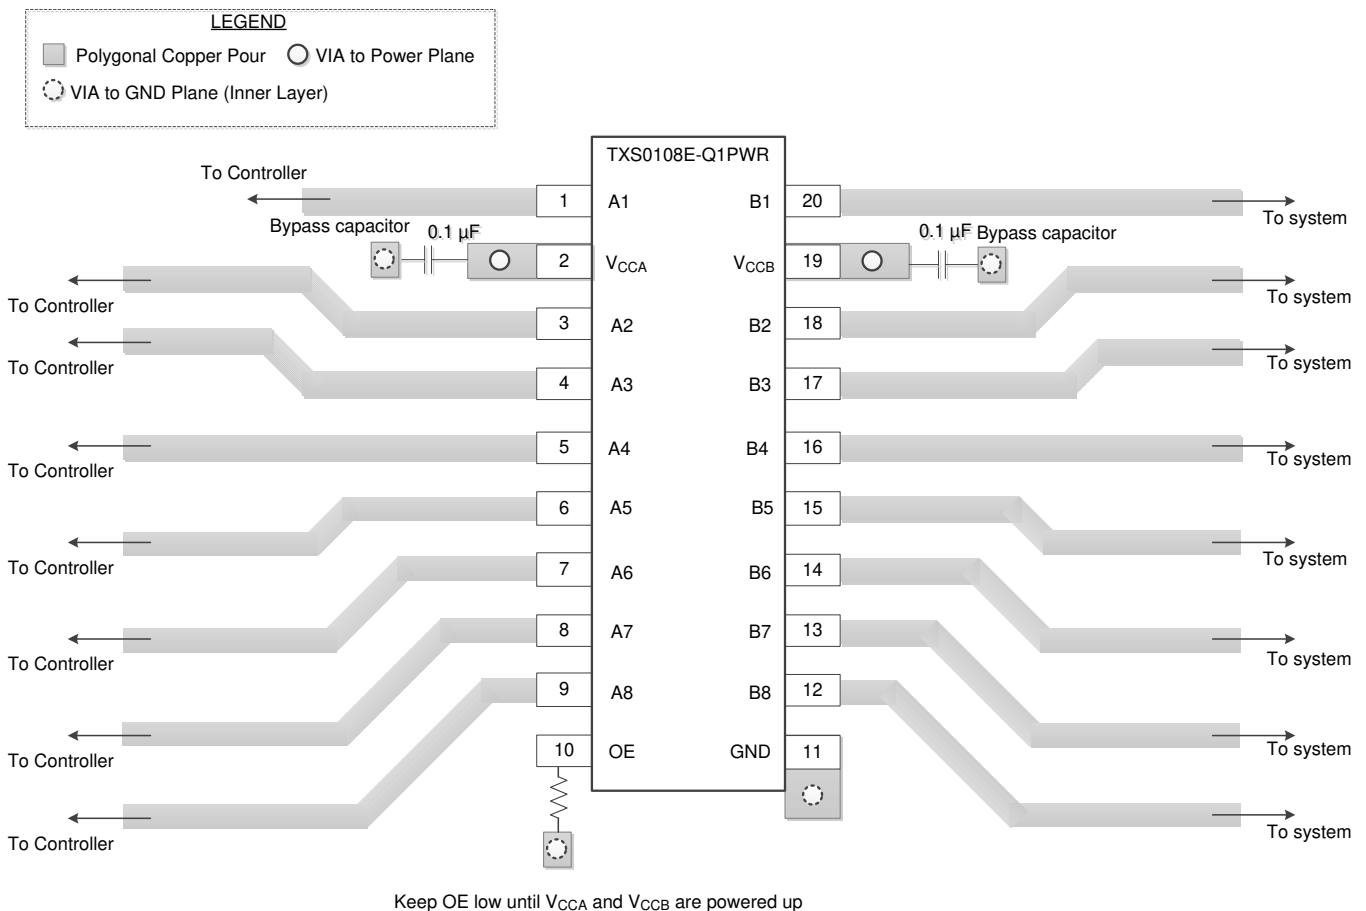 LEGEND
Polygonal Copper Pour
VIA to Power Plane
VIA to GND Plane (Inner Layer)
TXS0108E-Q1PWR
To Controller
1 A1 B1 20
To system
Bypass capacitor
0.1 µF
2 VCCA VCCB 19
0.1 µF
Bypass capacitor
To Controller
3 A2 B2 18
To system
To Controller
4 A3 B3 17
To system
To Controller
5 A4 B4 16
To system
To Controller
6 A5 B5 15
To system
To Controller
7 A6 B6 14
To system
To Controller
8 A7 B7 13
To system
To Controller
9 A8 B8 12
To system
10 OE GND 11
Keep OE low until VCCA and VCCB are powered up